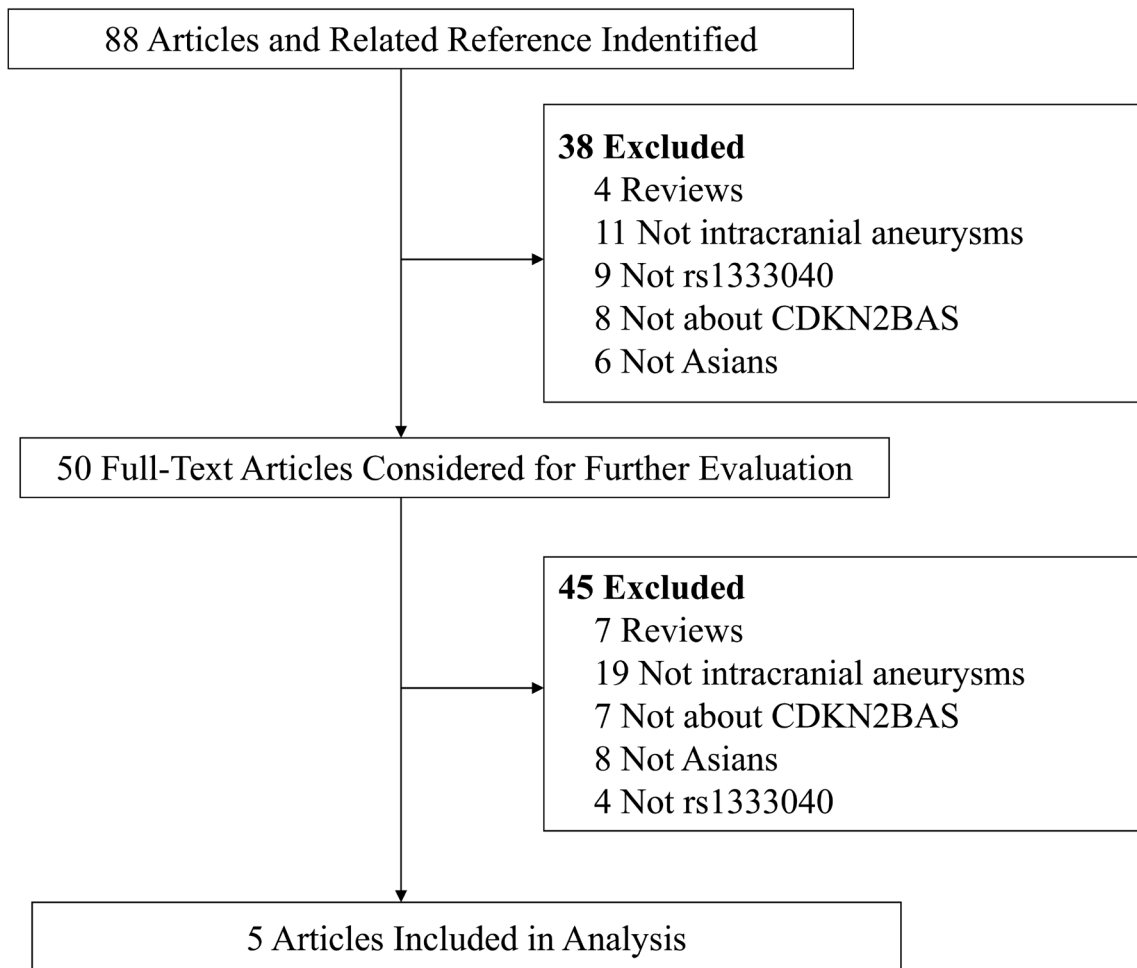 88 Articles and Related Reference Indentified
38 Excluded
4 Reviews
11 Not intracranial aneurysms
9 Not rs1333040
8 Not about CDKN2BAS
6 Not Asians
50 Full-Text Articles Considered for Further Evaluation
45 Excluded
7 Reviews
19 Not intracranial aneurysms
7 Not about CDKN2BAS
8 Not Asians
4 Not rs1333040
5 Articles Included in Analysis